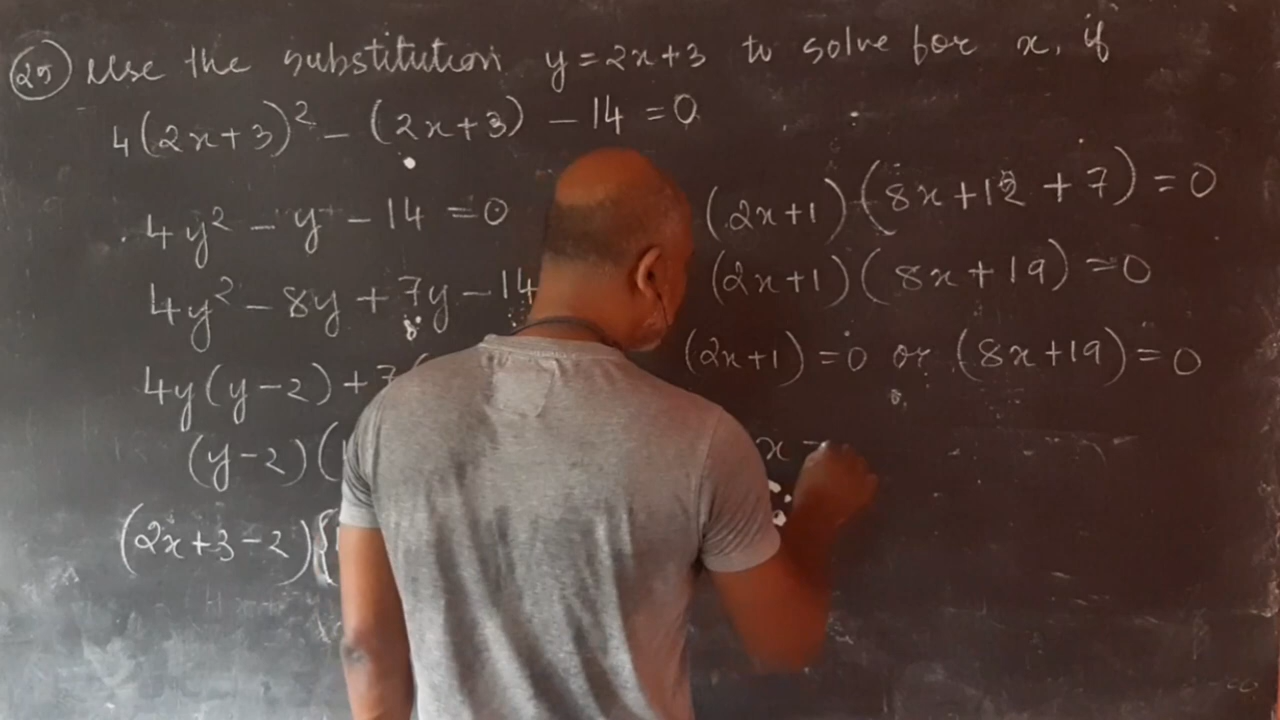 25 Use the substitution y = 2x+3 to solve for x, if
4(2x+3)² - (2x+3) - 14 = 0
4y² - y - 14 = 0
4y² - 8y + 7y - 14
4y(y-2) + 7(
(y-2)(
(2x+3-2){
(2x+1)(8x+12+7) = 0
(2x+1)(8x+19) = 0
(2x+1) = 0 or (8x+19) = 0
x